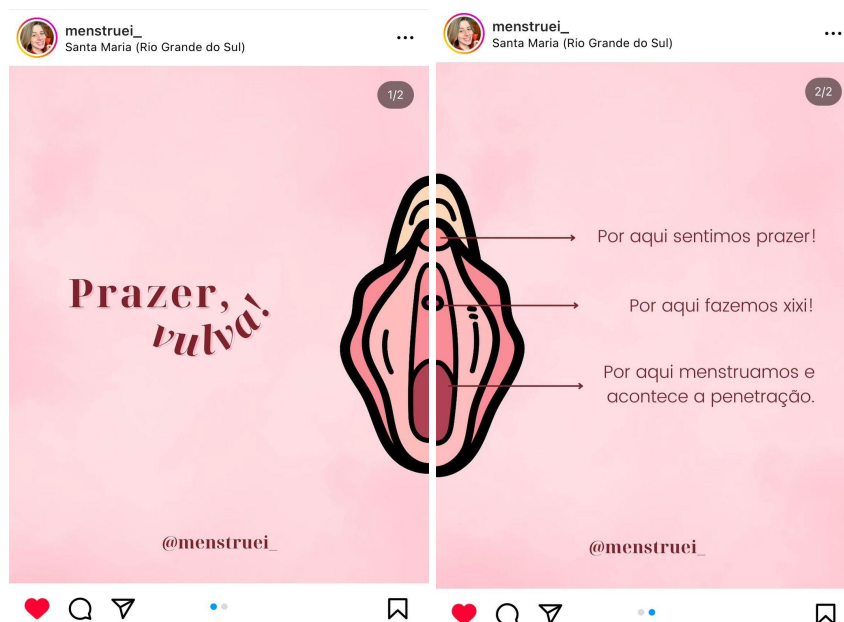 menstruei_
Santa Maria (Rio Grande do Sul)
1/2
Prazer,
vulva!
@menstruei_
menstruei_
Santa Maria (Rio Grande do Sul)
2/2
Por aqui sentimos prazer!
Por aqui fazemos xixi!
Por aqui menstruamos e
acontece a penetração.
@menstruei_